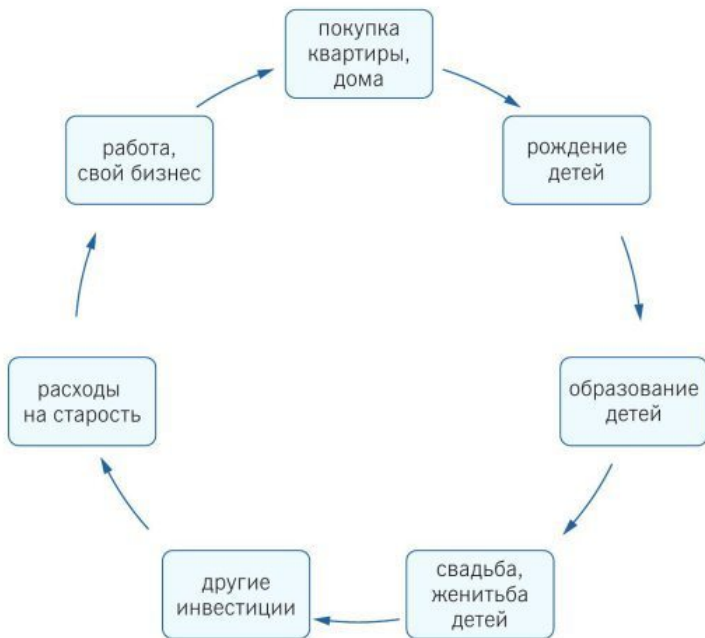 покупка
квартиры,
дома
рождение
детей
образование
детей
свадьба,
женитьба
детей
другие
инвестиции
расходы
на старость
работа,
свой бизнес